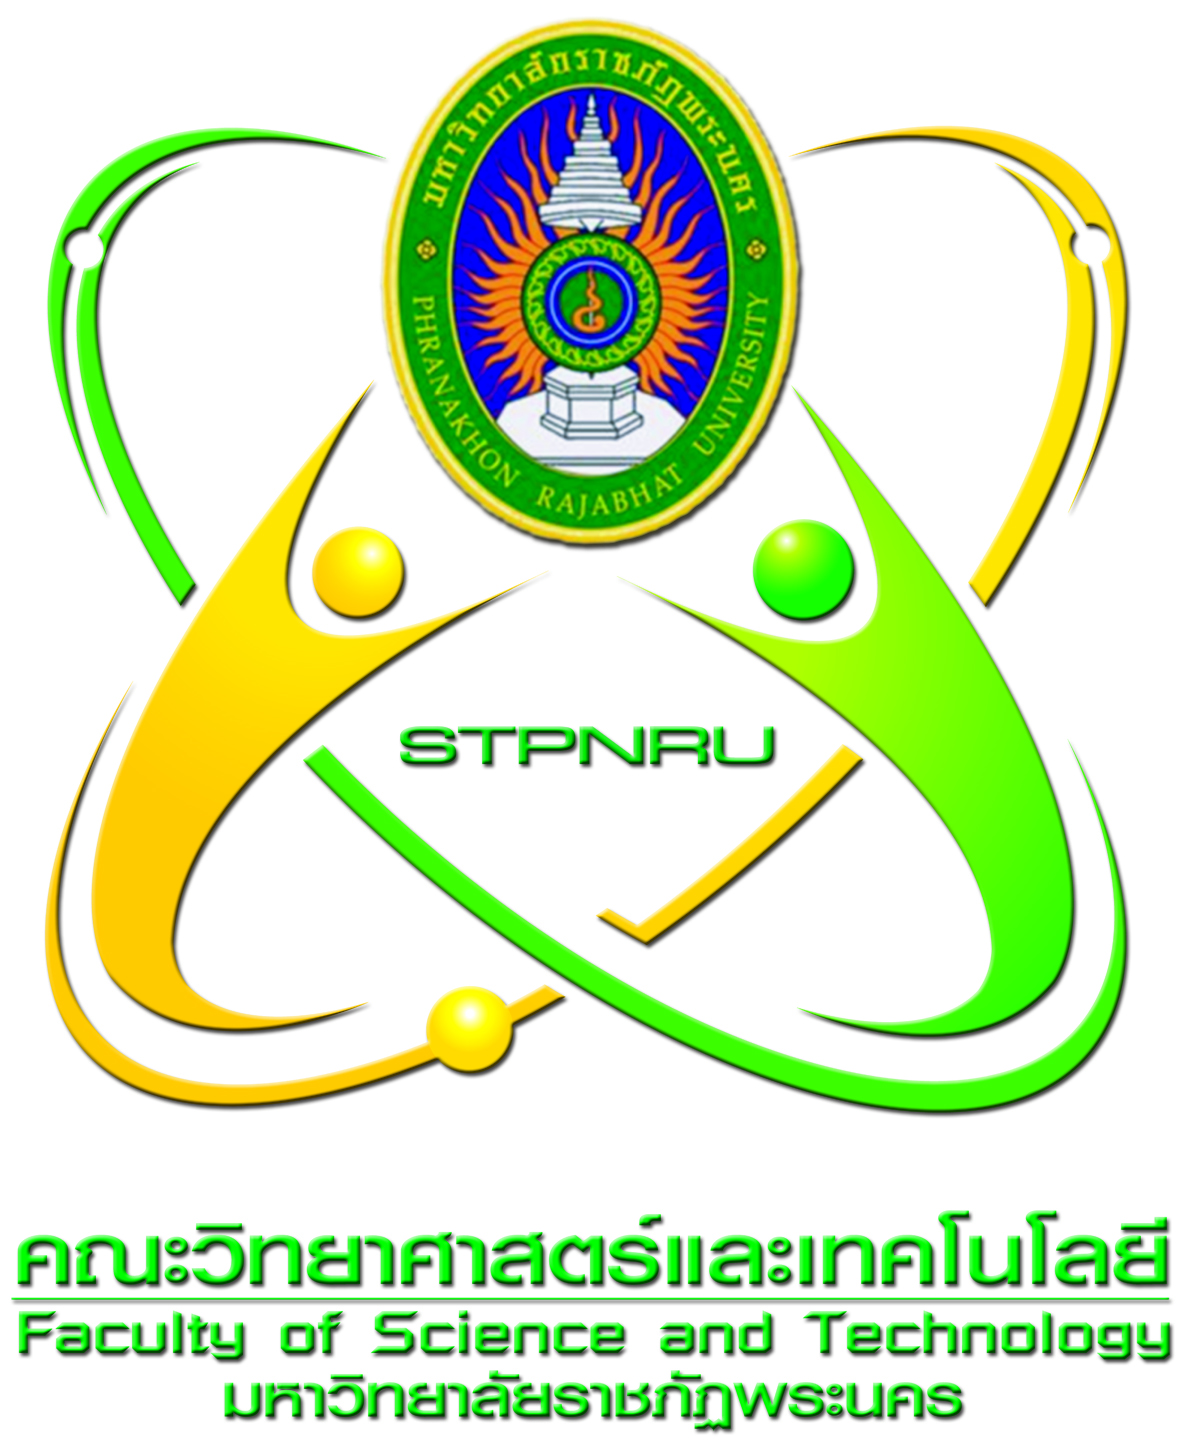 มหาวิทยาลัยราชภัฏพระนคร
PHRANAKHON RAJABHAT UNIVERSITY
STPNRU
คณะวิทยาศาสตร์และเทคโนโลยี
Faculty of Science and Technology
มหาวิทยาลัยราชภัฏพระนคร